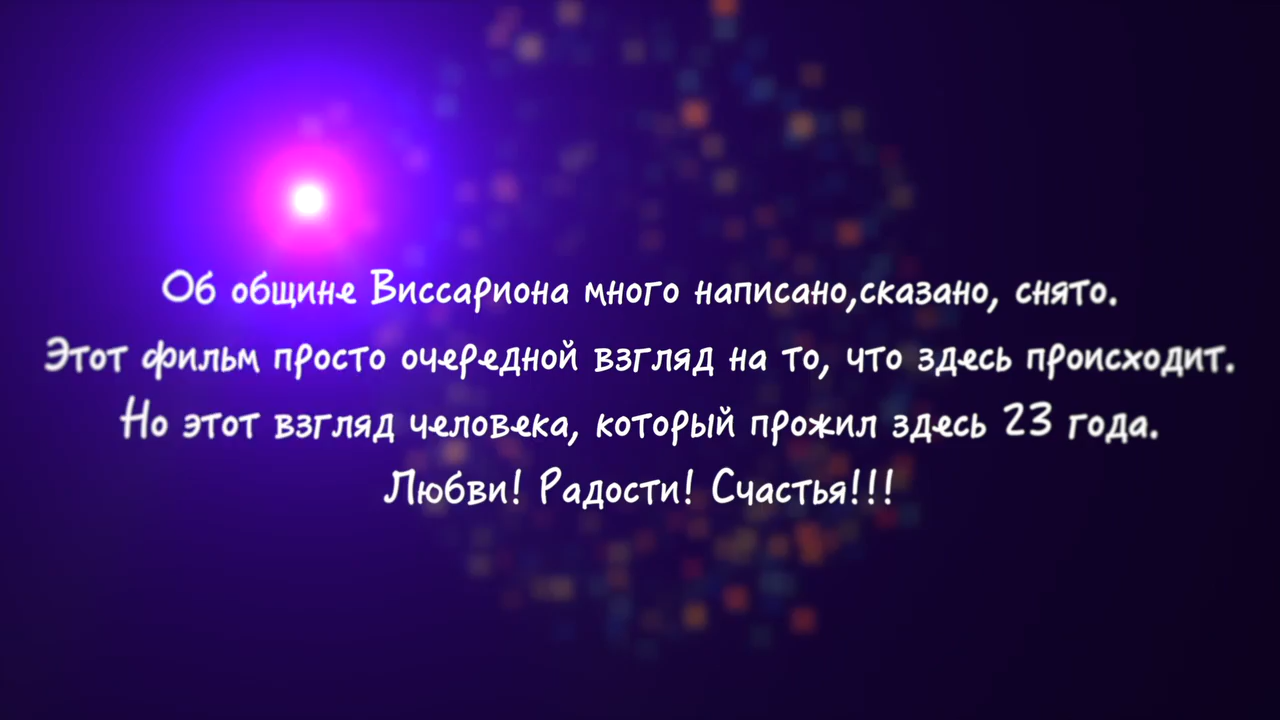 Об общине Виссариона много написано,сказано, снято.
Этот фильм просто очередной взгляд на то, что здесь происходит.
Но этот взгляд человека, который прожил здесь 23 года.
Любви! Радости! Счастья!!!